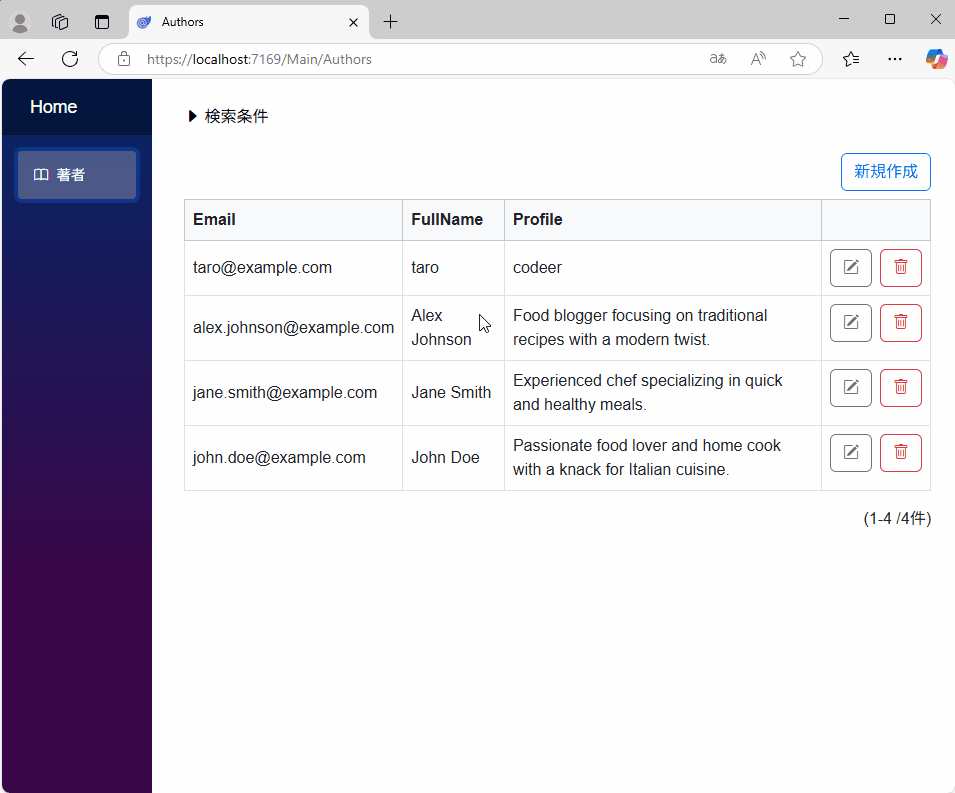 Authors
https://localhost:7169/Main/Authors
aあ
A
Home
著者
検索条件
新規作成
Email FullName Profile
taro@example.com taro codeer
alex.johnson@example.com Alex Johnson Food blogger focusing on traditional
recipes with a modern twist.
jane.smith@example.com Jane Smith Experienced chef specializing in quick
and healthy meals.
john.doe@example.com John Doe Passionate food lover and home cook
with a knack for Italian cuisine.
(1-4 /4件)